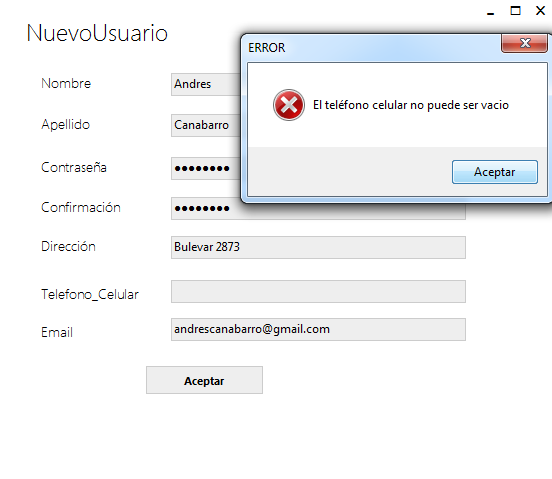 NuevoUsuario
ERROR
El teléfono celular no puede ser vacio
Aceptar
Nombre Andres
Apellido Canabarro
Contraseña ●●●●●●●●
Confirmación ●●●●●●●●
Dirección Bulevar 2873
Telefono_Celular
Email andrescanabarro@gmail.com
Aceptar